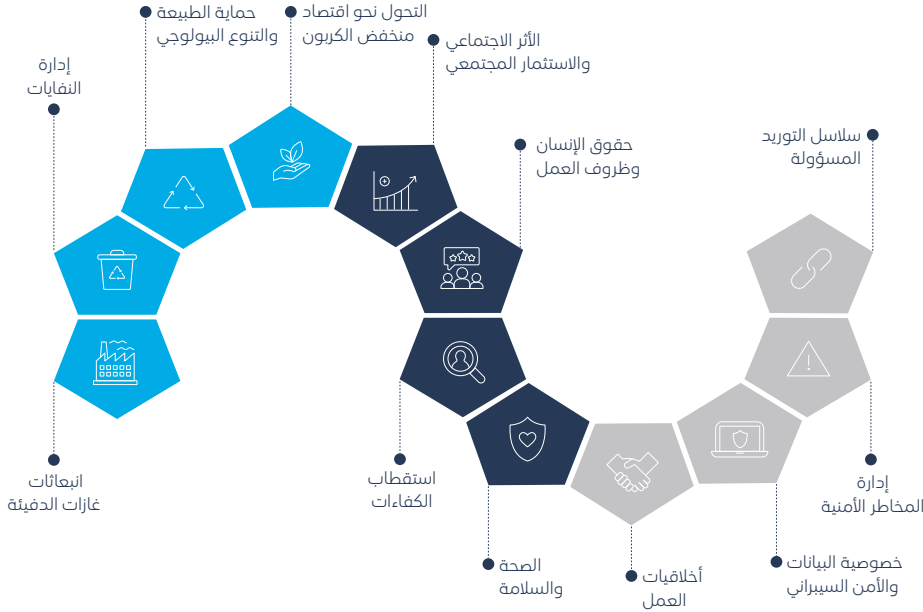 التحول نحو اقتصاد
منخفض الكربون
حماية الطبيعة
والتنوع البيولوجي
إدارة
النفايات
انبعاثات
غازات الدفيئة
الأثر الاجتماعي
والاستثمار المجتمعي
حقوق الإنسان
وظروف العمل
استقطاب
الكفاءات
الصحة
والسلامة
أخلاقيات
العمل
خصوصية البيانات
والأمن السيبراني
إدارة
المخاطر الأمنية
سلاسل التوريد
المسؤولة